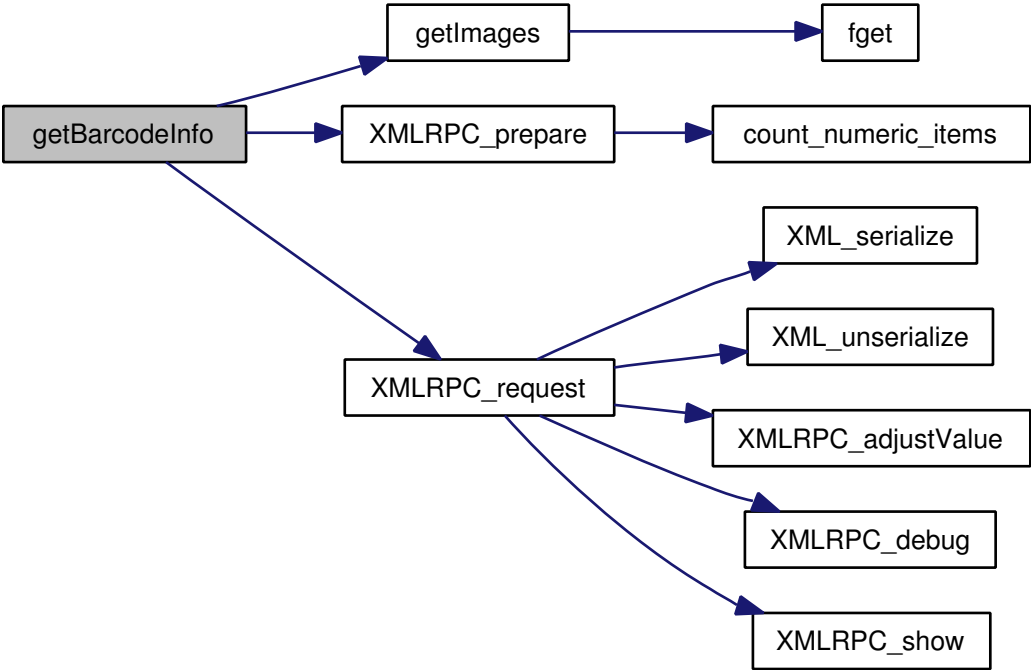 getImages
fget
getBarcodeInfo
XMLRPC_prepare
count_numeric_items
XML_serialize
XML_unserialize
XMLRPC_request
XMLRPC_adjustValue
XMLRPC_debug
XMLRPC_show